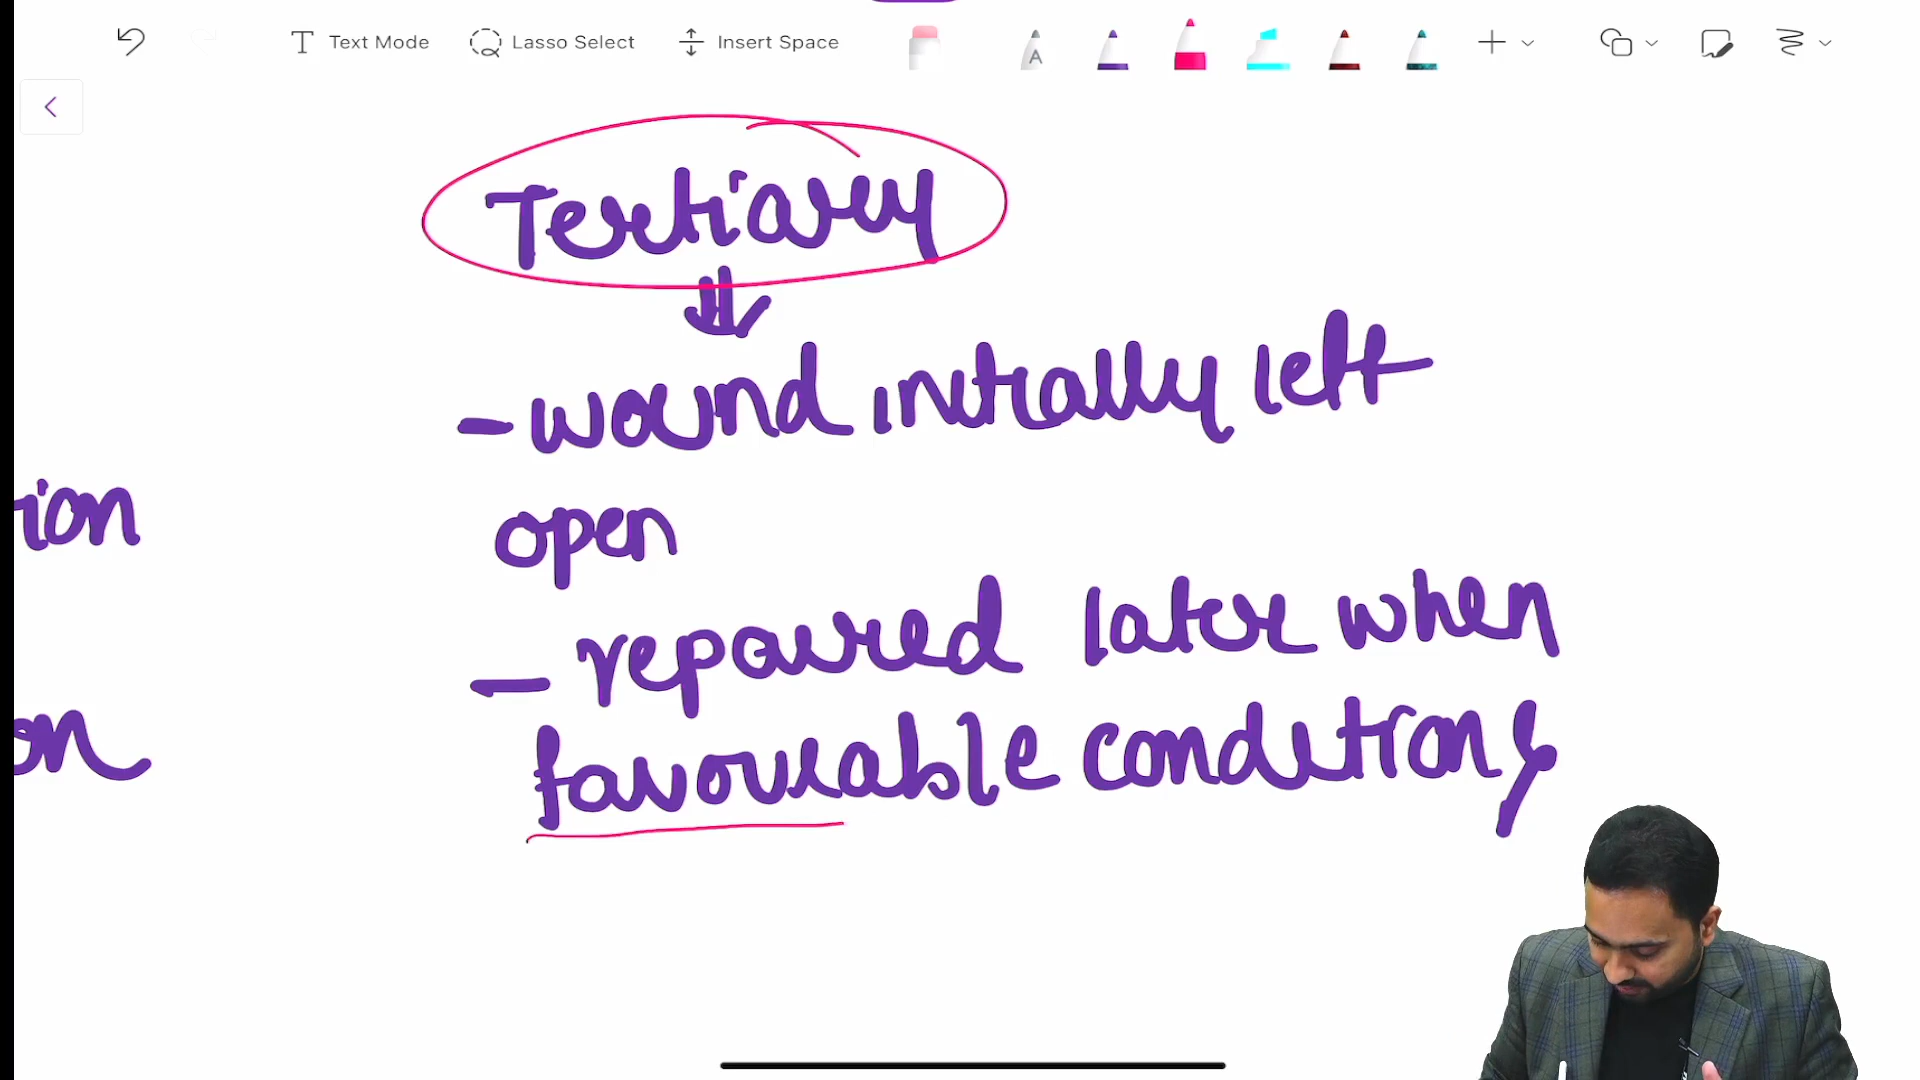 Text Mode Lasso Select Insert Space
A
Tertiary
- wound initially left
open
- repaired later when
favourable conditions
ion
on